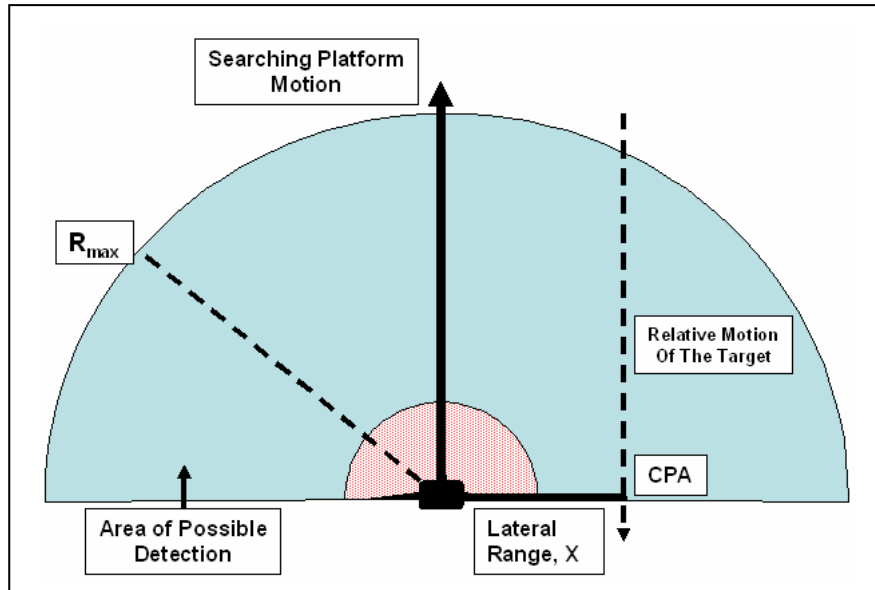 Searching Platform
Motion
R_max
Relative Motion
Of The Target
CPA
Area of Possible
Detection
Lateral
Range, X